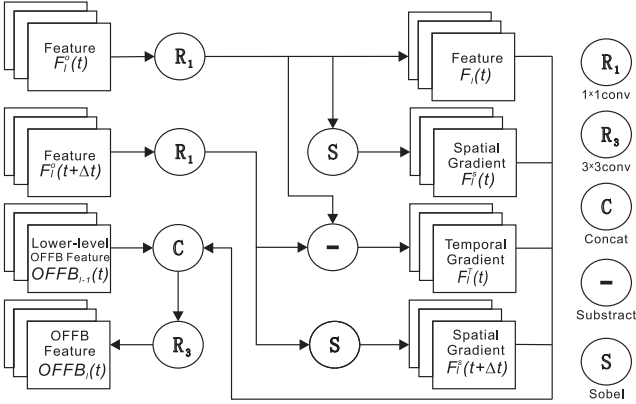 Feature
F_l^o(t)
R₁
Feature
F_l(t)
R₁
1×1conv
Feature
F_l^o(t+Δt)
R₁
S
Spatial
Gradient
F_l^s(t)
R₃
3×3conv
Lower-level
OFFB Feature
OFFB_{l-1}(t)
C
−
Temporal
Gradient
F_l^T(t)
C
Concat
−
Substract
OFFB
Feature
OFFB_l(t)
R₃
S
Spatial
Gradient
F_l^s(t+Δt)
S
Sobel